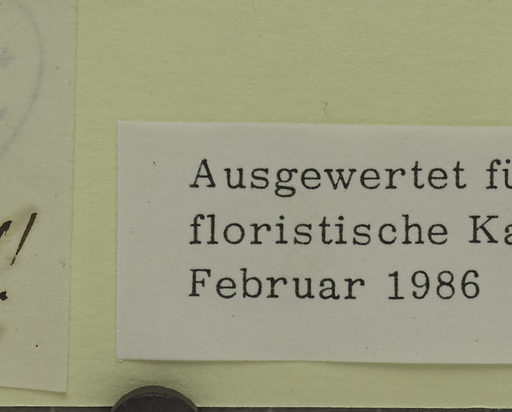 Ausgewertet fü
floristische Ka
Februar 1986